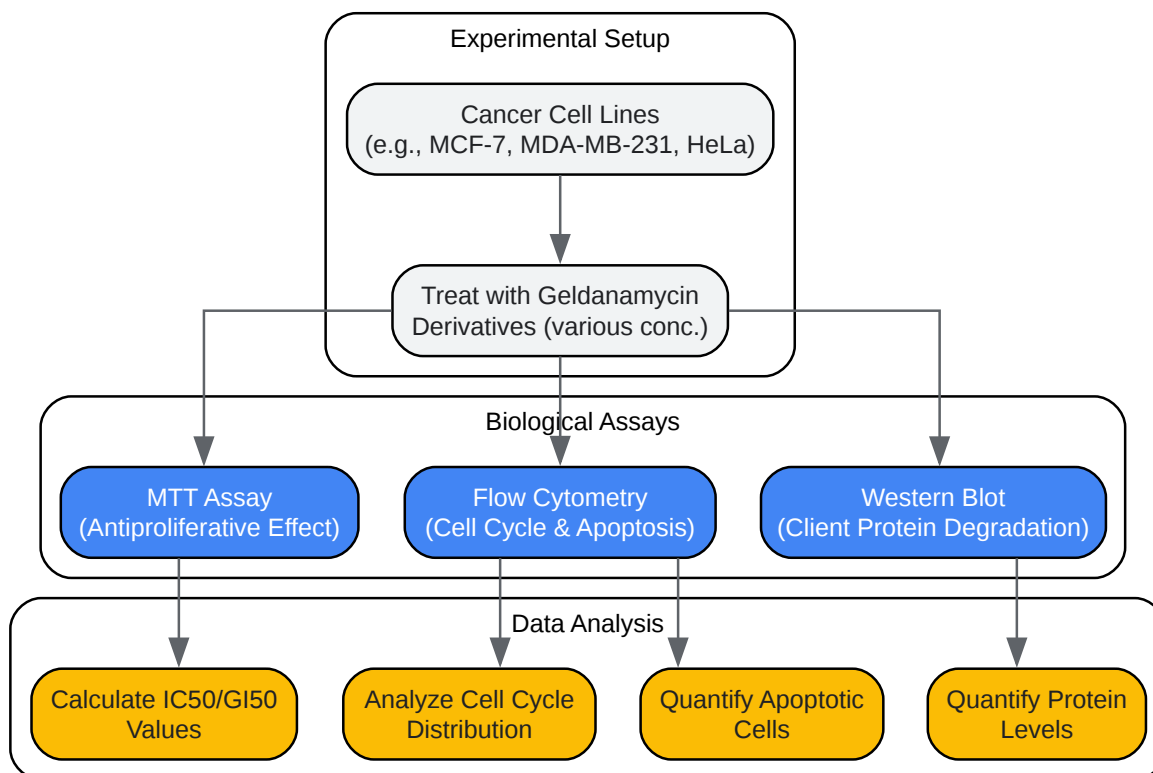 Experimental Setup
Cancer Cell Lines
(e.g., MCF-7, MDA-MB-231, HeLa)
Treat with Geldanamycin
Derivatives (various conc.)
Biological Assays
MTT Assay
(Antiproliferative Effect)
Flow Cytometry
(Cell Cycle & Apoptosis)
Western Blot
(Client Protein Degradation)
Data Analysis
Calculate IC50/GI50
Values
Analyze Cell Cycle
Distribution
Quantify Apoptotic
Cells
Quantify Protein
Levels